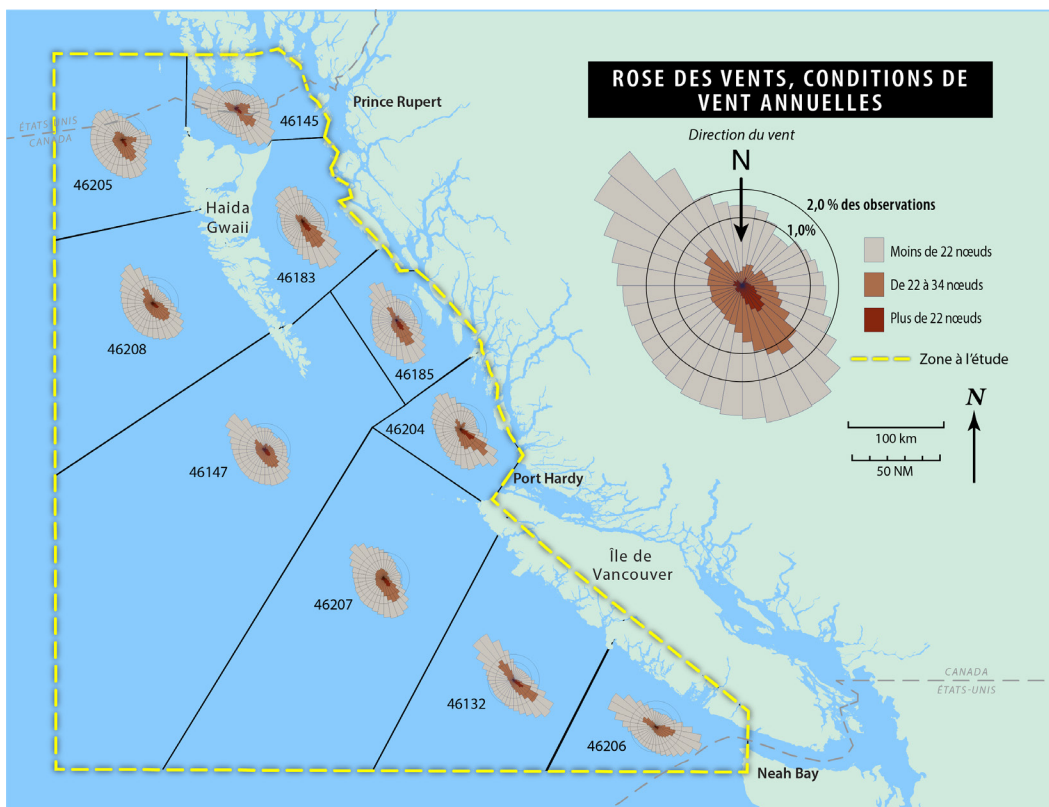 ROSE DES VENTS, CONDITIONS DE
VENT ANNUELLES
Direction du vent
N
2,0 % des observations
1,0%
Moins de 22 nœuds
De 22 à 34 nœuds
Plus de 22 nœuds
Zone à l'étude
N
100 km
50 NM
Prince Rupert
46145
ÉTATS-UNIS
CANADA
46205
Haida
Gwaii
46183
46208
46185
46204
46147
Port Hardy
Île de
Vancouver
46207
46132
46206
CANADA
ÉTATS-UNIS
Neah Bay